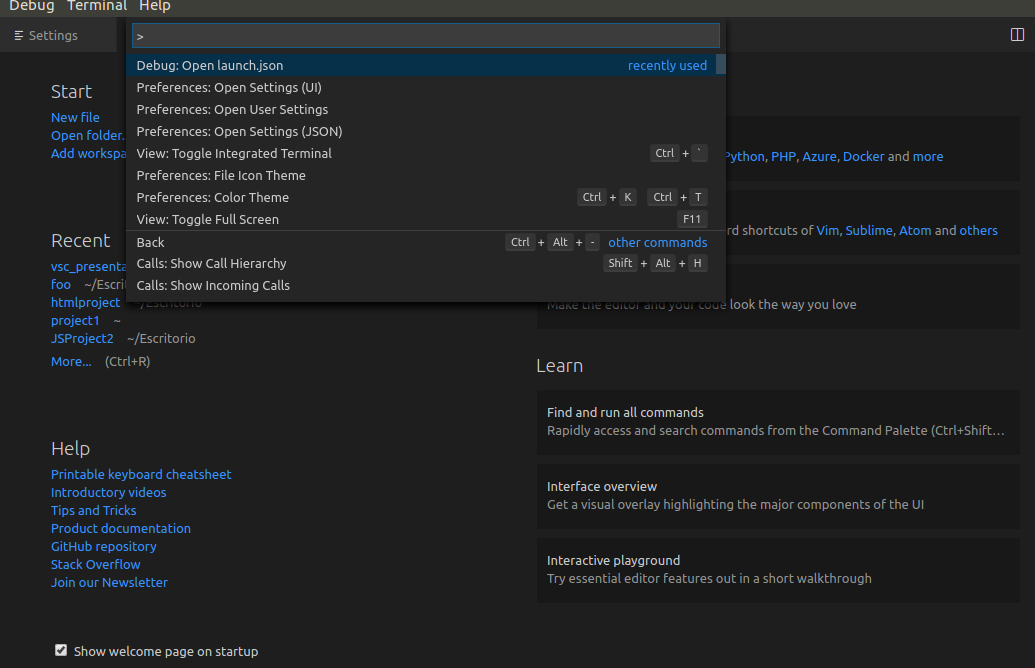 Debug Terminal Help
Settings
>
Debug: Open launch.json recently used
Preferences: Open Settings (UI)
Preferences: Open User Settings
Preferences: Open Settings (JSON)
View: Toggle Integrated Terminal Ctrl + `
Preferences: File Icon Theme
Preferences: Color Theme Ctrl + K Ctrl + T
View: Toggle Full Screen F11
Back Ctrl + Alt + - other commands
Calls: Show Call Hierarchy Shift + Alt + H
Calls: Show Incoming Calls
Start
New file
Open folder.
Add workspa
Recent
vsc_presenta
foo ~/Escri
htmlproject ~/Escritorio
project1 ~
JSProject2 ~/Escritorio
More... (Ctrl+R)
Help
Printable keyboard cheatsheet
Introductory videos
Tips and Tricks
Product documentation
GitHub repository
Stack Overflow
Join our Newsletter
Show welcome page on startup
Python, PHP, Azure, Docker and more
rd shortcuts of Vim, Sublime, Atom and others
Make the editor and your code look the way you love
Learn
Find and run all commands
Rapidly access and search commands from the Command Palette (Ctrl+Shift...
Interface overview
Get a visual overlay highlighting the major components of the UI
Interactive playground
Try essential editor features out in a short walkthrough